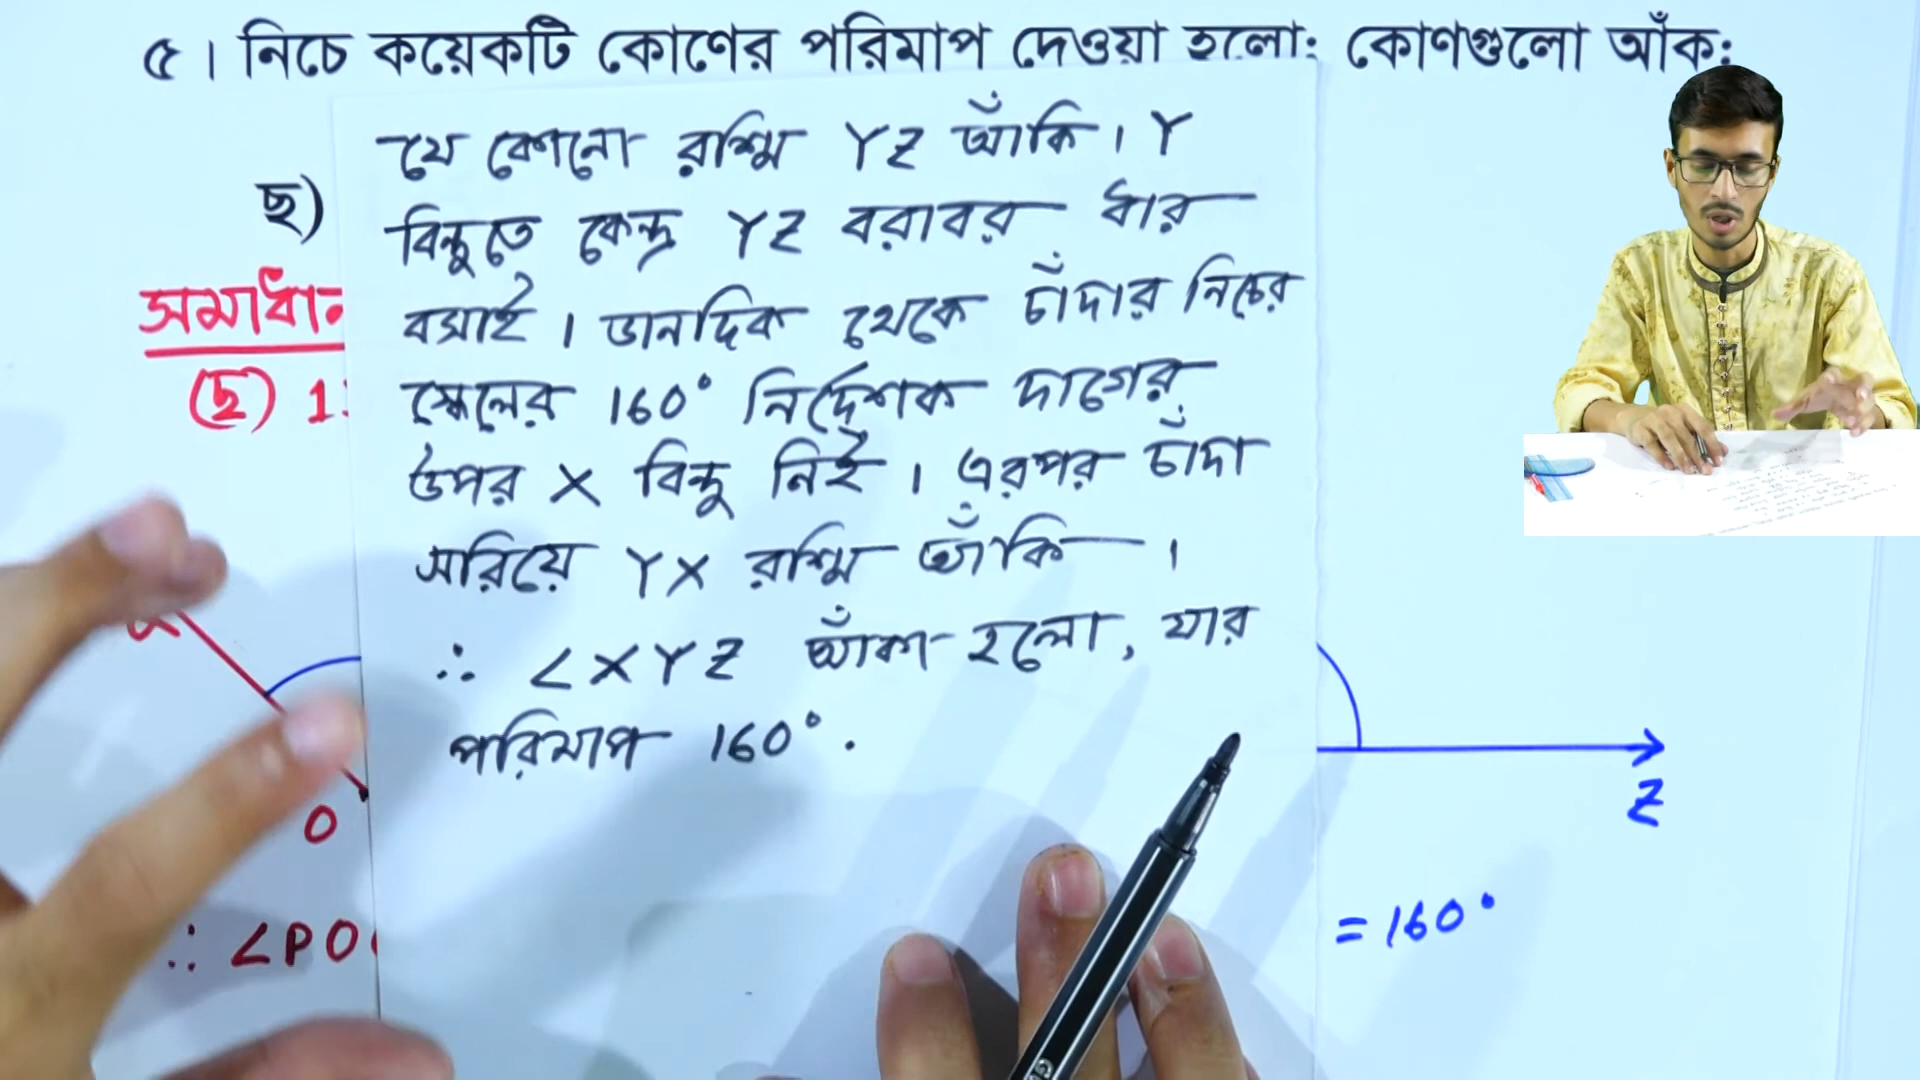 ৫। নিচে কয়েকটি কোণের পরিমাপ দেওয়া হলো: কোণগুলো আঁক:
ছ)
সমাধান
(ছ) 1
যে কোনো রশ্মি YZ আঁকি। Y
বিন্দুতে কেন্দ্র YZ বরাবর ধার
বসাই। ডানদিক থেকে চাঁদার নিচের
স্কেলের 160° নির্দেশক দাগের
উপর X বিন্দু নিই। এরপর চাঁদা
সরিয়ে YX রশ্মি আঁকি।
∴ ∠XYZ আঁকা হলো, যার
পরিমাপ 160°.
O
Z
∴ ∠PO
= 160°